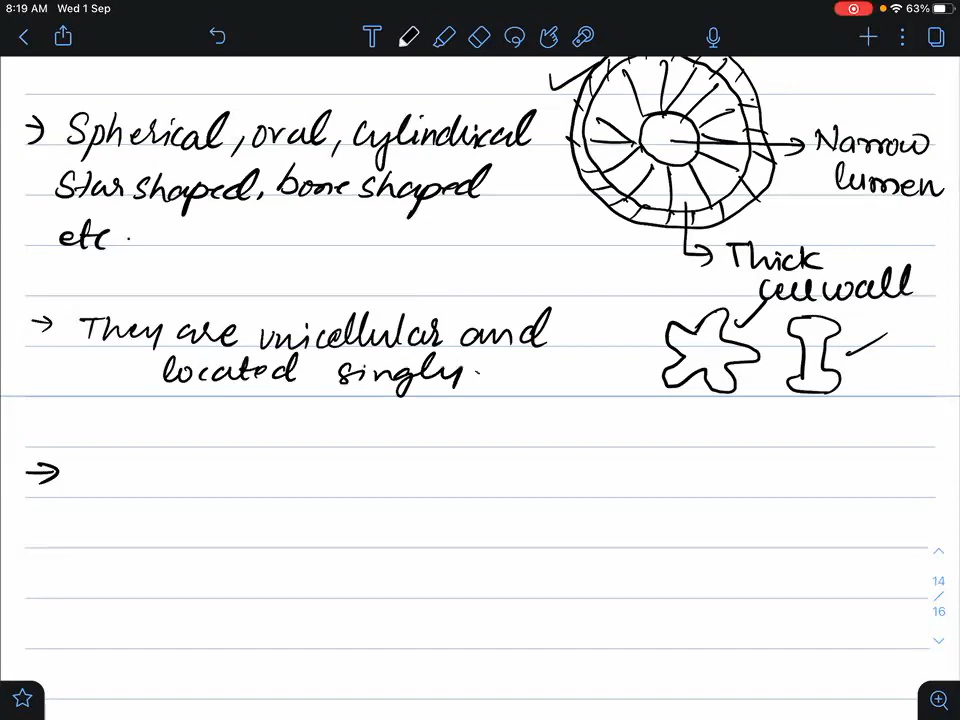 8:19 AM Wed 1 Sep
63%
T
→ Spherical, oral, cylindrical
Star shaped, bone shaped
etc.
Narrow
lumen
Thick
cell wall
→ They are unicellular and
located singly.
→
14
/
16